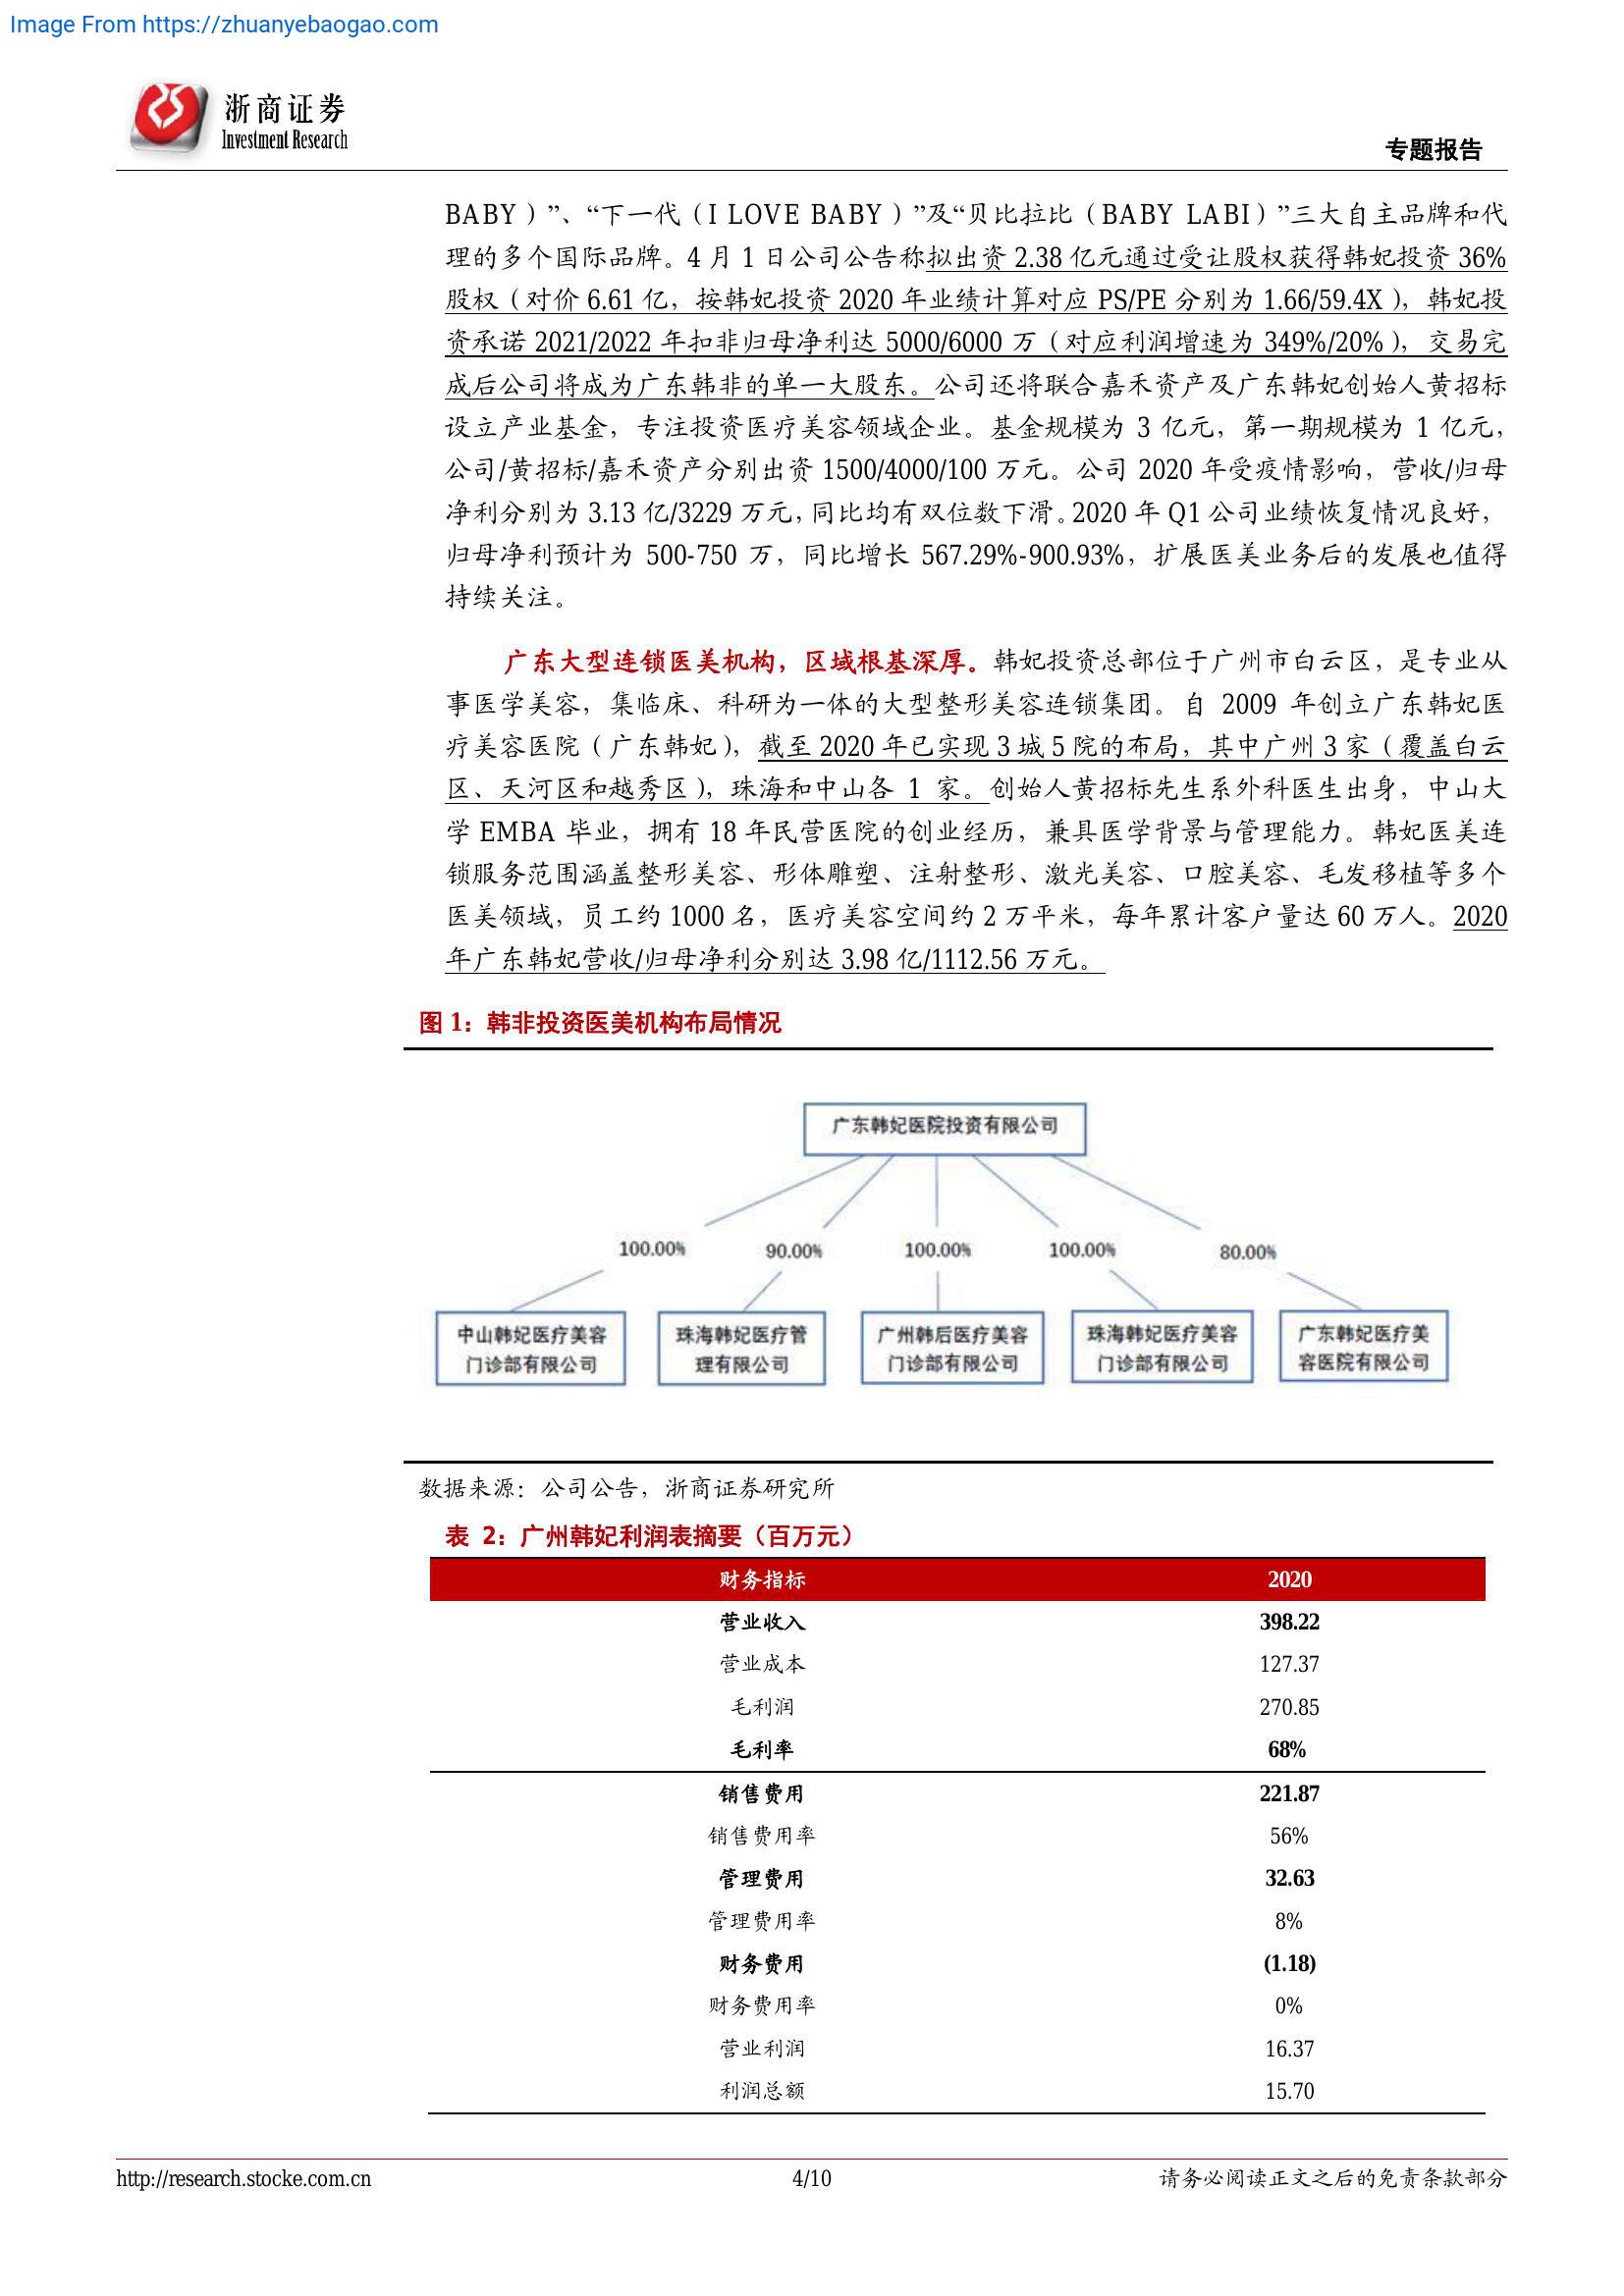 Image From https://zhuanyebaogao.com
浙商证券
Investment Research
专题报告
BABY）”、“下一代（I LOVE BABY）”及“贝比拉比（BABY LABI）”三大自主品牌和代
理的多个国际品牌。4 月 1 日公司公告称拟出资 2.38 亿元通过受让股权获得韩妃投资 36%
股权（对价 6.61 亿，按韩妃投资 2020 年业绩计算对应 PS/PE 分别为 1.66/59.4X），韩妃投
资承诺 2021/2022 年扣非归母净利达 5000/6000 万（对应利润增速为 349%/20%），交易完
成后公司将成为广东韩非的单一大股东。公司还将联合嘉禾资产及广东韩妃创始人黄招标
设立产业基金，专注投资医疗美容领域企业。基金规模为 3 亿元，第一期规模为 1 亿元，
公司/黄招标/嘉禾资产分别出资 1500/4000/100 万元。公司 2020 年受疫情影响，营收/归母
净利分别为 3.13 亿/3229 万元，同比均有双位数下滑。2020 年 Q1 公司业绩恢复情况良好，
归母净利预计为 500-750 万，同比增长 567.29%-900.93%，扩展医美业务后的发展也值得
持续关注。
广东大型连锁医美机构，区域根基深厚。韩妃投资总部位于广州市白云区，是专业从
事医学美容，集临床、科研为一体的大型整形美容连锁集团。自 2009 年创立广东韩妃医
疗美容医院（广东韩妃），截至 2020 年已实现 3 城 5 院的布局，其中广州 3 家（覆盖白云
区、天河区和越秀区），珠海和中山各 1 家。创始人黄招标先生系外科医生出身，中山大
学 EMBA 毕业，拥有 18 年民营医院的创业经历，兼具医学背景与管理能力。韩妃医美连
锁服务范围涵盖整形美容、形体雕塑、注射整形、激光美容、口腔美容、毛发移植等多个
医美领域，员工约 1000 名，医疗美容空间约 2 万平米，每年累计客户量达 60 万人。2020
年广东韩妃营收/归母净利分别达 3.98 亿/1112.56 万元。
图 1：韩非投资医美机构布局情况
广东韩妃医院投资有限公司
100.00% 90.00% 100.00% 100.00% 80.00%
中山韩妃医疗美容
门诊部有限公司
珠海韩妃医疗管
理有限公司
广州韩后医疗美容
门诊部有限公司
珠海韩妃医疗美容
门诊部有限公司
广东韩妃医疗美
容医院有限公司
数据来源：公司公告，浙商证券研究所
表 2：广州韩妃利润表摘要（百万元）
财务指标 2020
营业收入 398.22
营业成本 127.37
毛利润 270.85
毛利率 68%
销售费用 221.87
销售费用率 56%
管理费用 32.63
管理费用率 8%
财务费用 (1.18)
财务费用率 0%
营业利润 16.37
利润总额 15.70
http://research.stocke.com.cn 4/10 请务必阅读正文之后的免责条款部分